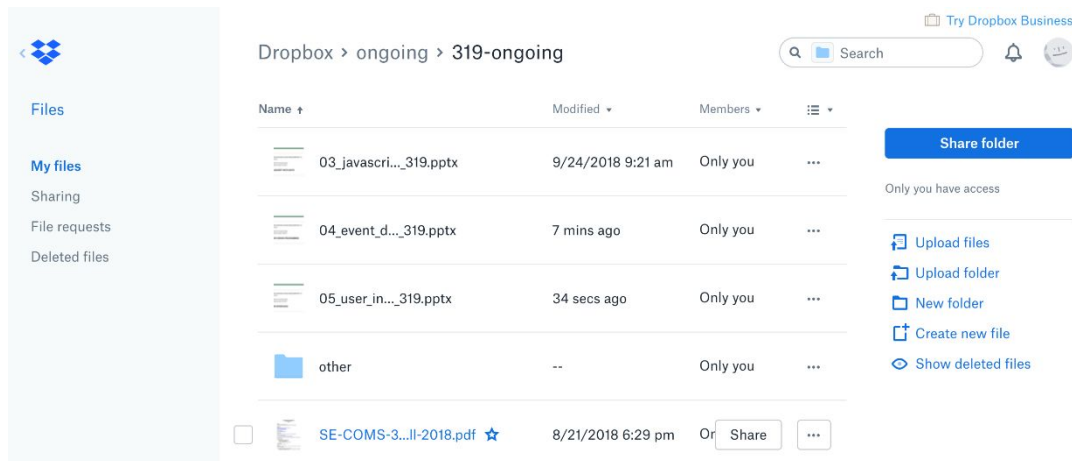 Try Dropbox Business
Dropbox › ongoing › 319-ongoing
Search
Files
My files
Sharing
File requests
Deleted files
Name Modified Members
03_javascri..._319.pptx 9/24/2018 9:21 am Only you
04_event_d..._319.pptx 7 mins ago Only you
05_user_in..._319.pptx 34 secs ago Only you
other -- Only you
SE-COMS-3...ll-2018.pdf 8/21/2018 6:29 pm Or Share
Share folder
Only you have access
Upload files
Upload folder
New folder
Create new file
Show deleted files